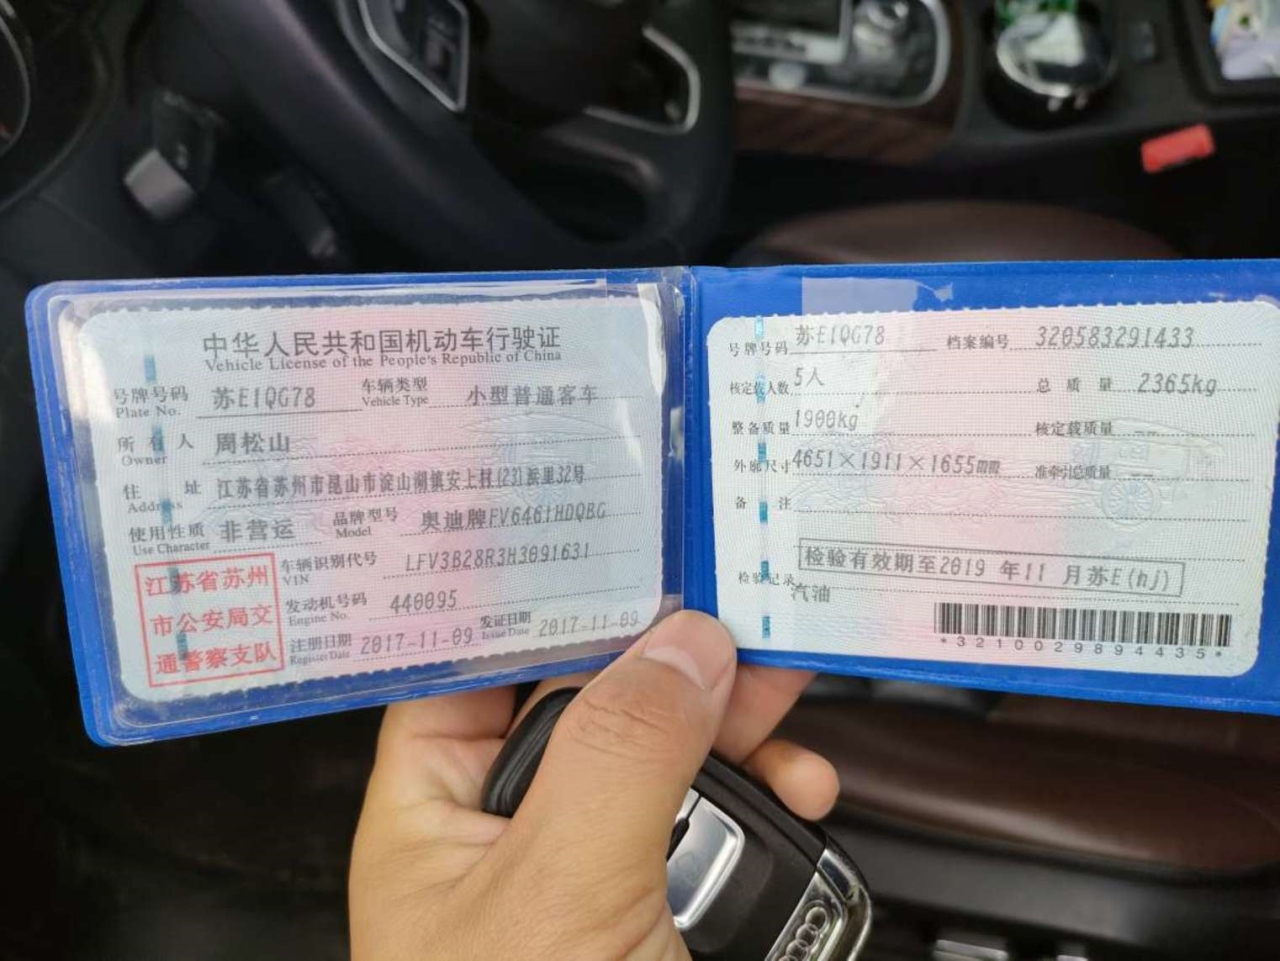 中华人民共和国机动车行驶证
Vehicle License of the People's Republic of China
号牌号码 苏E1QG78 车辆类型 小型普通客车
Plate No. Vehicle Type
所有人 周松山
Owner
住址 江苏省苏州市昆山市淀山湖镇安上村(23)浜里32号
Address
使用性质 非营运 品牌型号 奥迪牌FV6461HDQBG
Use Character Model
车辆识别代号 LFV3B28R3H3091631
VIN
发动机号码 440095
Engine No.
注册日期 2017-11-09 发证日期 2017-11-09
Register Date Issue Date
江苏省苏州
市公安局交
通警察支队
号牌号码 苏E1QG78 档案编号 320583291433
核定载人数 5人 总质量 2365kg
整备质量 1900kg 核定载质量 --
外廓尺寸 4651×1911×1655mm 准牵引总质量 --
备注
检验有效期至2019年11月苏E(hj)
检验记录
汽油
*3210029894435*